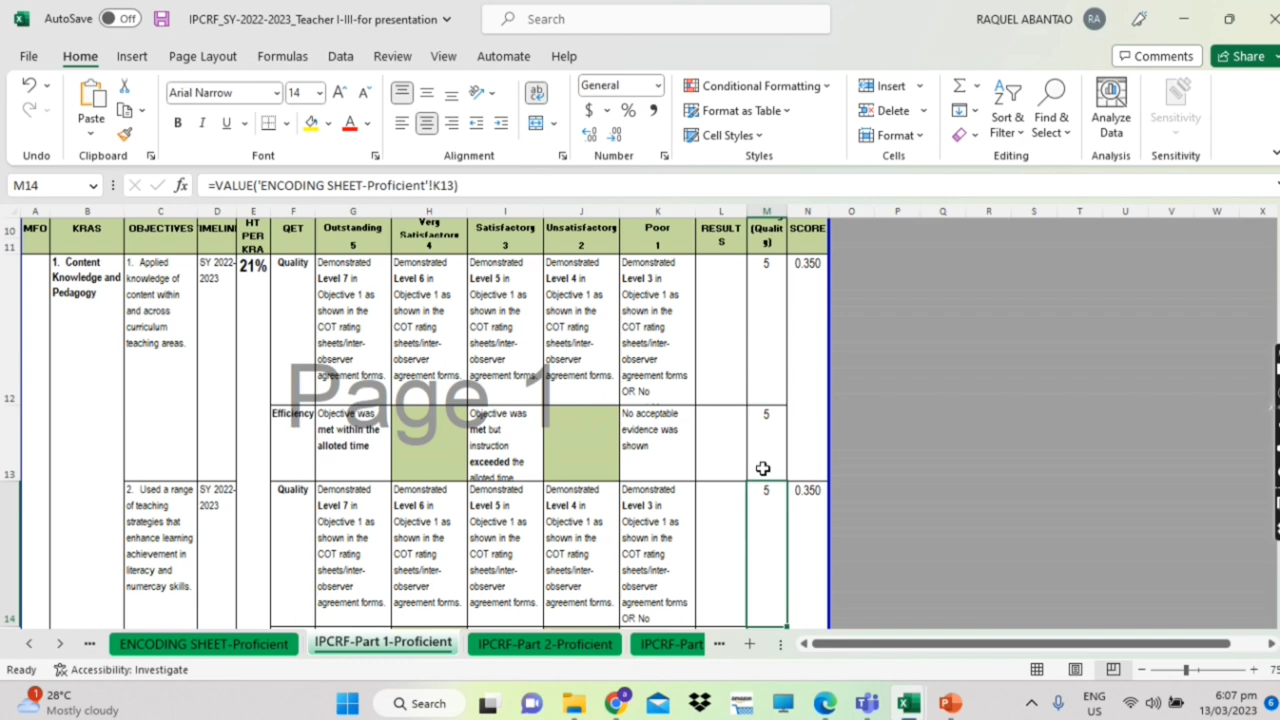 AutoSave Off IPCRF_SY-2022-2023_Teacher I-III-for presentation Search RAQUEL ABANTAO RA
File Home Insert Page Layout Formulas Data Review View Automate Help Comments Share
Arial Narrow 14 General Conditional Formatting Insert
Paste B I U $ % Format as Table Delete Sort & Find & Analyze Sensitivity
Cell Styles Format Filter Select Data
Undo Clipboard Font Alignment Number Styles Cells Editing Analysis Sensitivity
M14 fx =VALUE('ENCODING SHEET-Proficient'!K13)
A B C D E F G H I J K L M N O P Q R S T U V W X
10 MFO KRAS OBJECTIVES HT QET Outstanding Very Satisfactory Unsatisfactory Poor RESULT (Qualit SCORE
11 PER 5 4 3 2 1 S y)
KRA
1. Content 1. Applied SY 2022- 21% Quality Demonstrated Demonstrated Demonstrated Demonstrated Demonstrated 5 0.350
Knowledge and knowledge of 2023 Level 7 in Level 6 in Level 5 in Level 4 in Level 3 in
Pedagogy content within Objective 1 as Objective 1 as Objective 1 as Objective 1 as Objective 1 as
and across shown in the shown in the shown in the shown in the shown in the
curriculum COT rating COT rating COT rating COT rating COT rating
teaching areas. sheets/inter- sheets/inter- sheets/inter- sheets/inter- sheets/inter-
observer observer observer observer observer
agreement forms. agreement forms. agreement forms. agreement forms. agreement forms
12 OR No
Page 1
Efficiency Objective was Objective was No acceptable 5
met within the met but evidence was
alloted time instruction shown
exceeded the
13 alloted time
2. Used a range SY 2022- Quality Demonstrated Demonstrated Demonstrated Demonstrated Demonstrated 5 0.350
of teaching 2023 Level 7 in Level 6 in Level 5 in Level 4 in Level 3 in
strategies that Objective 1 as Objective 1 as Objective 1 as Objective 1 as Objective 1 as
enhance learning shown in the shown in the shown in the shown in the shown in the
achievement in COT rating COT rating COT rating COT rating COT rating
literacy and sheets/inter- sheets/inter- sheets/inter- sheets/inter- sheets/inter-
numercay skills. observer observer observer observer observer
agreement forms. agreement forms. agreement forms. agreement forms. agreement forms
14 OR No
ENCODING SHEET-Proficient IPCRF-Part 1-Proficient IPCRF-Part 2-Proficient IPCRF-Part
Ready Accessibility: Investigate
28°C Search ENG 6:07 pm
Mostly cloudy US 13/03/2023